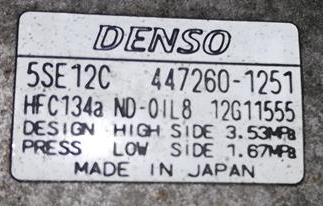 DENSO
5SE12C 447260-1251
HFC134a ND-OIL8 12G11555
DESIGN HIGH SIDE 3.53MPa
PRESS LOW SIDE 1.67MPa
MADE IN JAPAN